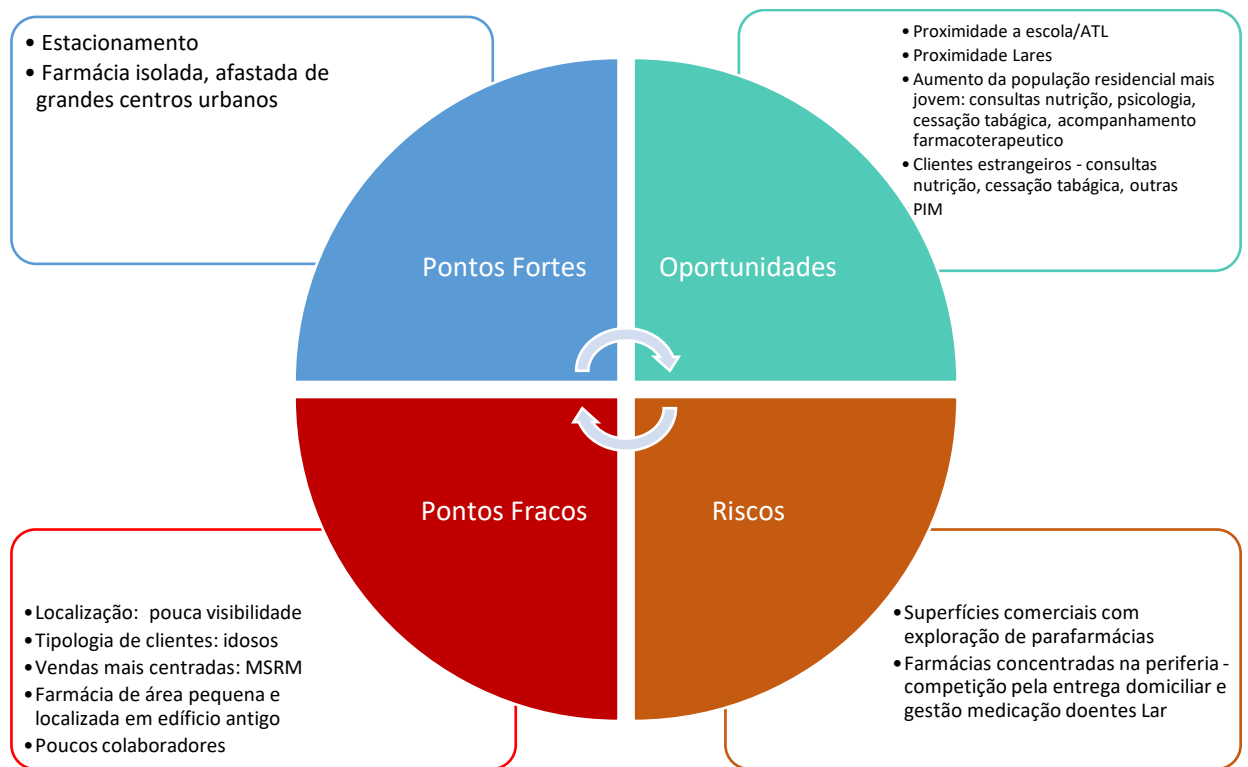 • Estacionamento
• Farmácia isolada, afastada de
grandes centros urbanos
• Proximidade a escola/ATL
• Proximidade Lares
• Aumento da população residencial mais
jovem: consultas nutrição, psicologia,
cessação tabágica, acompanhamento
farmacoterapeutico
• Clientes estrangeiros - consultas
nutrição, cessação tabágica, outras
PIM
Pontos Fortes
Oportunidades
Pontos Fracos
Riscos
• Localização: pouca visibilidade
• Tipologia de clientes: idosos
• Vendas mais centradas: MSRM
• Farmácia de área pequena e
localizada em edíficio antigo
• Poucos colaboradores
• Superfícies comerciais com
exploração de parafarmácias
• Farmácias concentradas na periferia -
competição pela entrega domiciliar e
gestão medicação doentes Lar